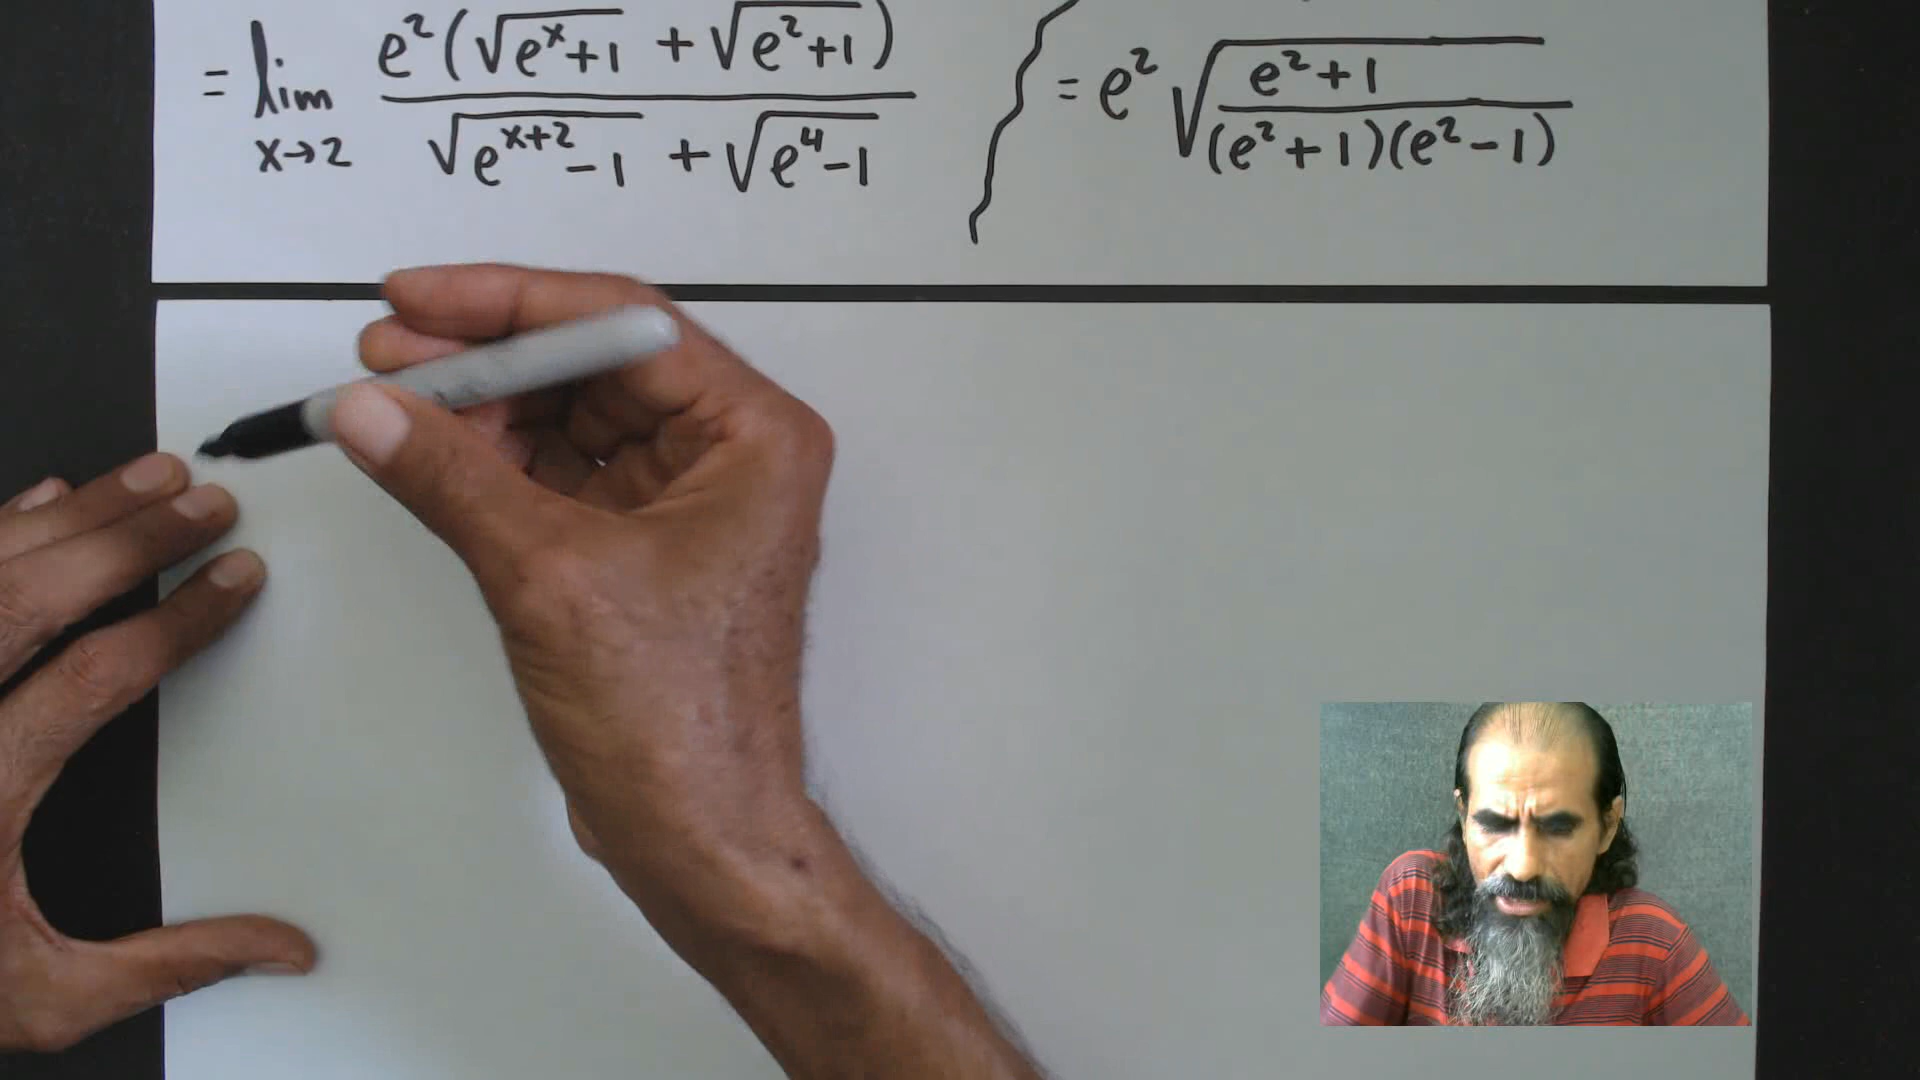 = lim x→2 e²(√(eˣ+1) + √(e²+1)) / (√(eˣ⁺²-1) + √(e⁴-1))
= e² √((e²+1) / ((e²+1)(e²-1)))